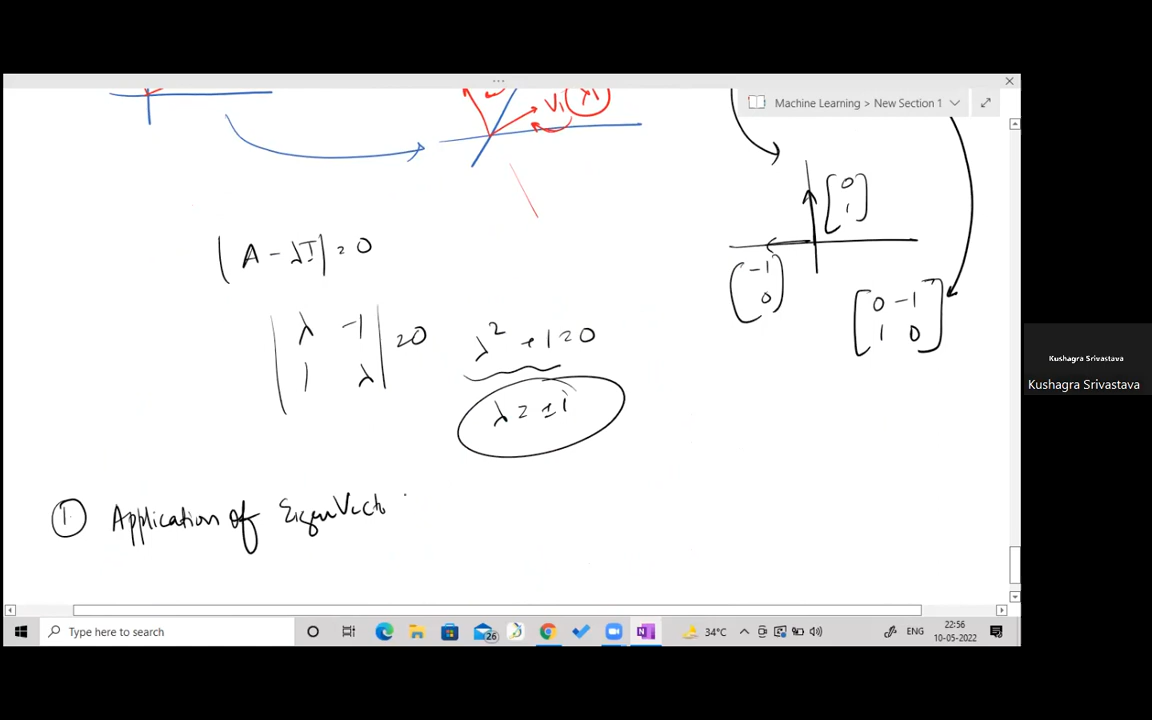 V1 λ1
Machine Learning > New Section 1
[0
1]
|A - λI| = 0
[-1
0]
[0 -1
1 0]
|λ -1
1 λ| = 0
λ² + 1 = 0
λ = ± i
Kushagra Srivastava
Kushagra Srivastava
① Application of EigenVecto
Type here to search
26
34°C
ENG
22:56
10-05-2022